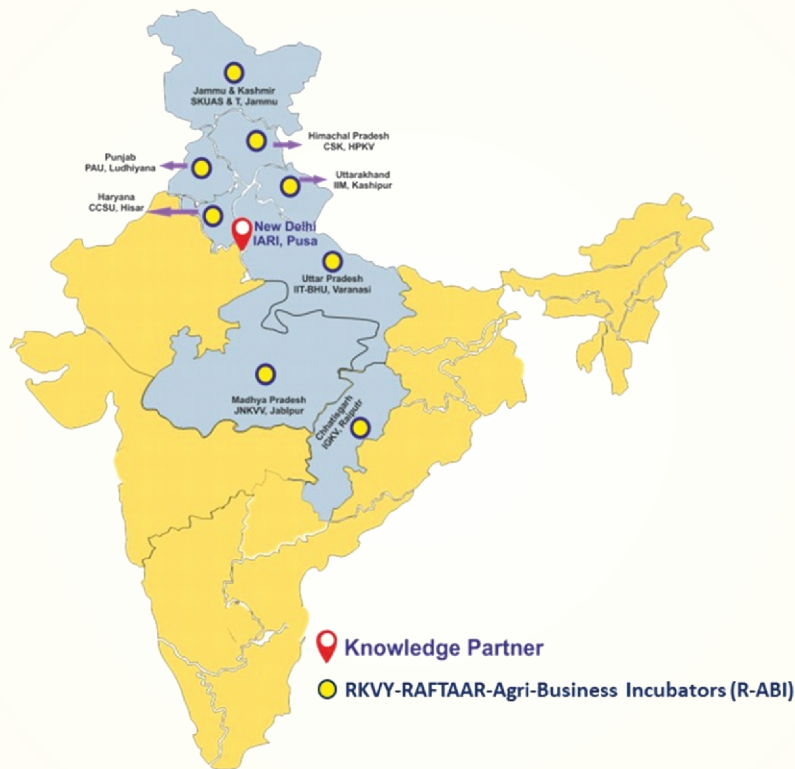 Jammu & Kashmir
SKUAS & T, Jammu
Himachal Pradesh
CSK, HPKV
Punjab
PAU, Ludhiyana
Uttarakhand
IIM, Kashipur
Haryana
CCSU, Hisar
New Delhi
IARI, Pusa
Uttar Pradesh
IIT-BHU, Varanasi
Madhya Pradesh
JNKVV, Jablpur
Chhatisgarh
IGKV, Raiputr
Knowledge Partner
RKVY-RAFTAAR-Agri-Business Incubators (R-ABI)